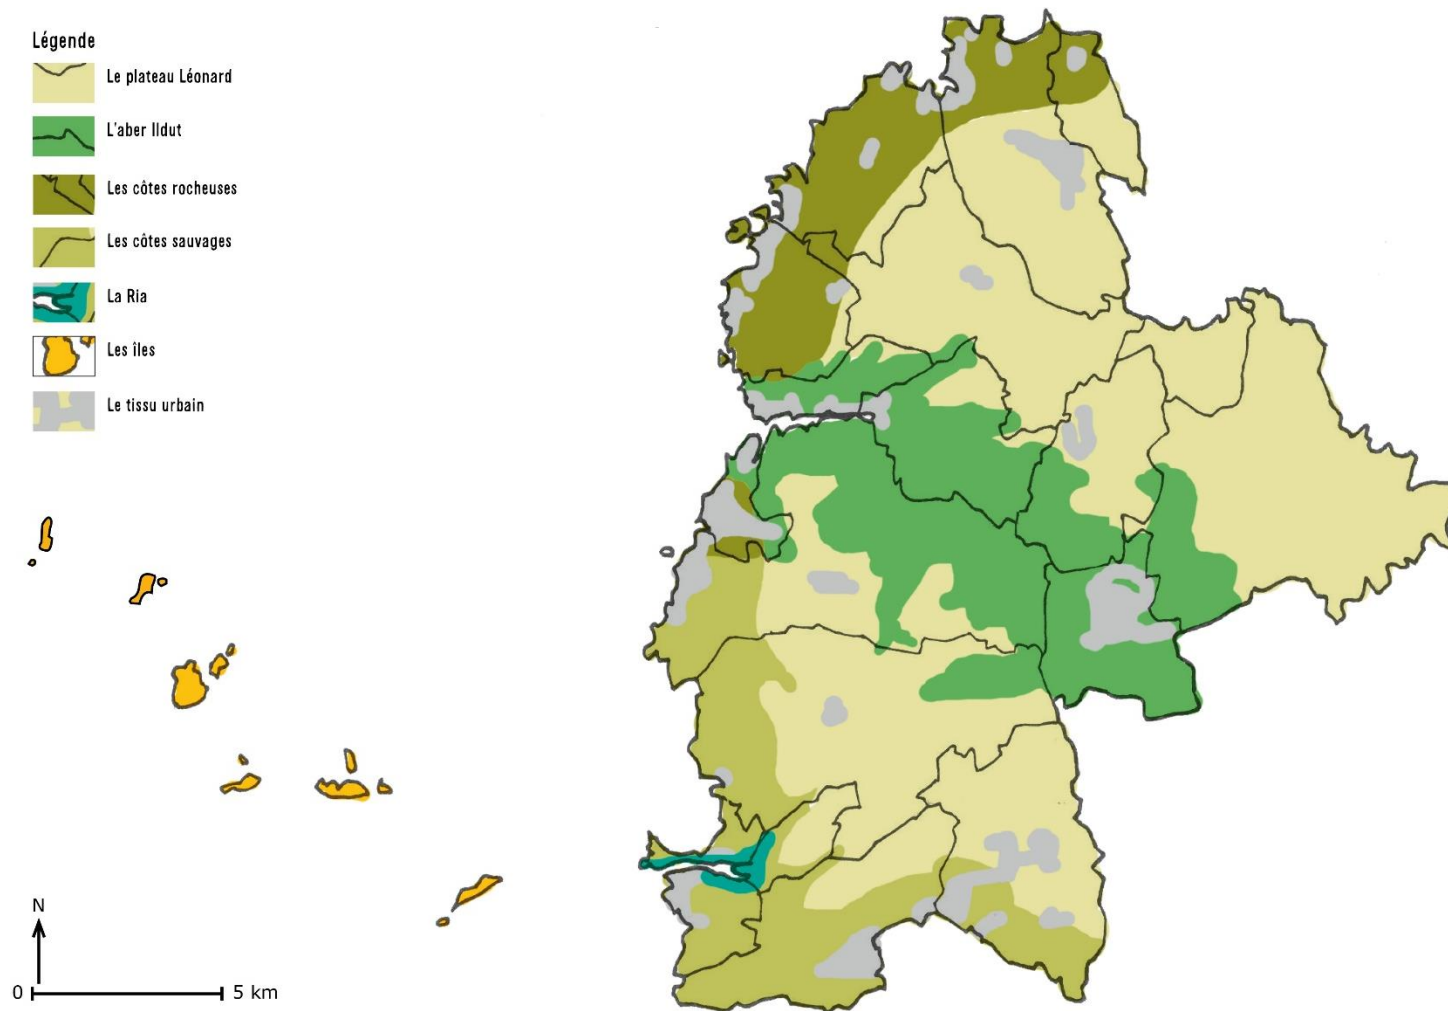 Légende
Le plateau Léonard
L'aber Ildut
Les côtes rocheuses
Les côtes sauvages
La Ria
Les îles
Le tissu urbain
N
0 5 km